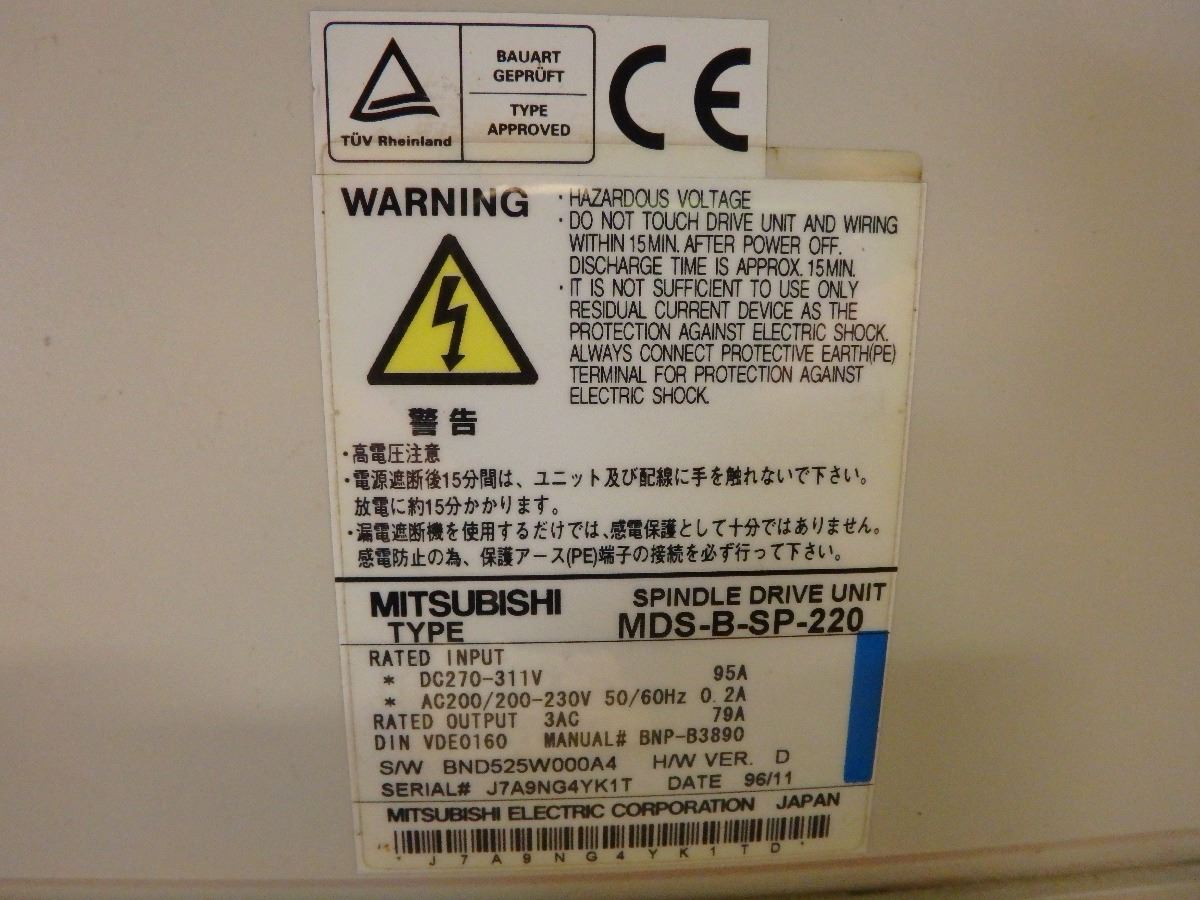 TÜV Rheinland
BAUART
GEPRÜFT
TYPE
APPROVED
CE
WARNING
・HAZARDOUS VOLTAGE
・DO NOT TOUCH DRIVE UNIT AND WIRING
WITHIN 15MIN. AFTER POWER OFF.
DISCHARGE TIME IS APPROX. 15MIN.
・IT IS NOT SUFFICIENT TO USE ONLY
RESIDUAL CURRENT DEVICE AS THE
PROTECTION AGAINST ELECTRIC SHOCK.
ALWAYS CONNECT PROTECTIVE EARTH(PE)
TERMINAL FOR PROTECTION AGAINST
ELECTRIC SHOCK.
警告
・高電圧注意
・電源遮断後15分間は、ユニット及び配線に手を触れないで下さい。
放電に約15分かかります。
・漏電遮断機を使用するだけでは、感電保護として十分ではありません。
感電防止の為、保護アース(PE)端子の接続を必ず行って下さい。
MITSUBISHI SPINDLE DRIVE UNIT
TYPE MDS-B-SP-220
RATED INPUT
* DC270-311V 95A
* AC200/200-230V 50/60Hz 0.2A
RATED OUTPUT 3AC 79A
DIN VDE0160 MANUAL# BNP-B3890
S/W BND525W000A4 H/W VER. D
SERIAL# J7A9NG4YK1T DATE 96/11
MITSUBISHI ELECTRIC CORPORATION JAPAN
* J 7 A 9 N G 4 Y K 1 T D *